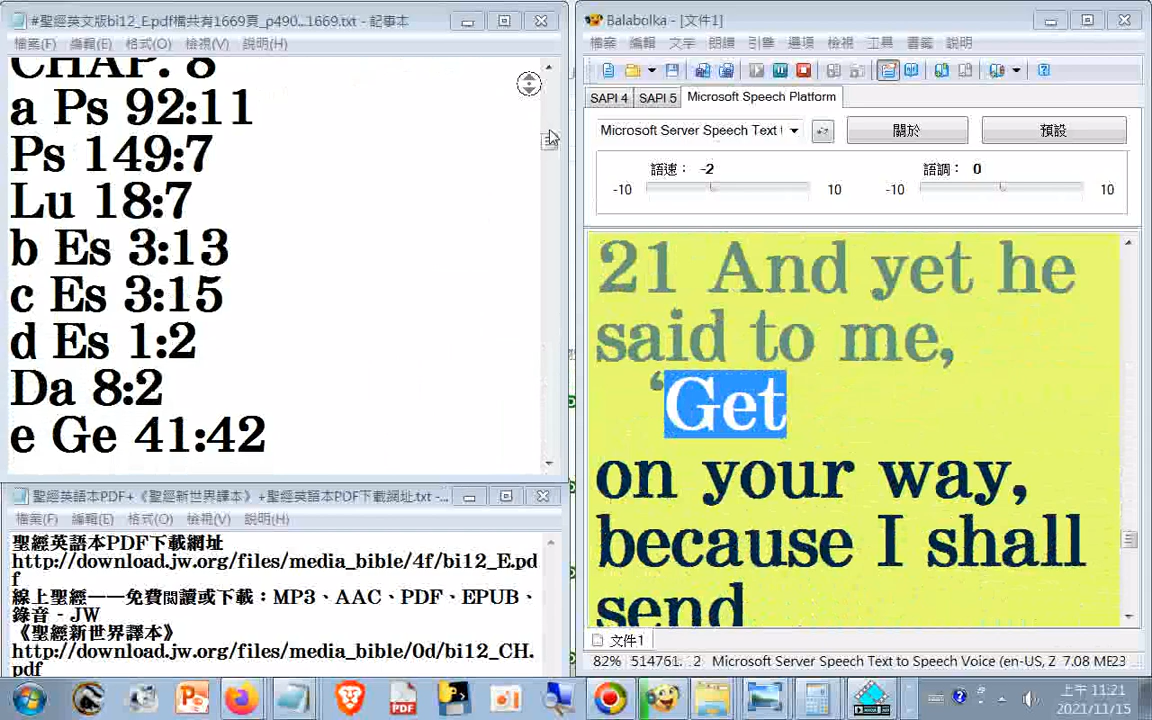 #聖經英文版bi12_E.pdf檔共有1669頁_p490...1669.txt - 記事本
檔案(F) 編輯(E) 格式(O) 檢視(V) 說明(H)
CHAP. 8
a Ps 92:11
Ps 149:7
Lu 18:7
b Es 3:13
c Es 3:15
d Es 1:2
Da 8:2
e Ge 41:42
聖經英語本PDF+《聖經新世界譯本》+聖經英語本PDF下載網址.txt -...
檔案(F) 編輯(E) 格式(O) 檢視(V) 說明(H)
聖經英語本PDF下載網址
http://download.jw.org/files/media_bible/4f/bi12_E.pd
f
線上聖經——免費閱讀或下載：MP3、AAC、PDF、EPUB、
錄音 - JW
《聖經新世界譯本》
http://download.jw.org/files/media_bible/0d/bi12_CH.
pdf
Balabolka - [文件1]
檔案 編輯 文字 朗讀 引擎 選項 檢視 工具 書籤 說明
SAPI 4 SAPI 5 Microsoft Speech Platform
Microsoft Server Speech Text
關於
預設
語速： -2
-10 10
語調： 0
-10 10
21 And yet he
said to me,
‘Get
on your way,
because I shall
send
文件1
82% 514761. 2 Microsoft Server Speech Text to Speech Voice (en-US, Z 7.08 ME23
上午 11:21
2021/11/15